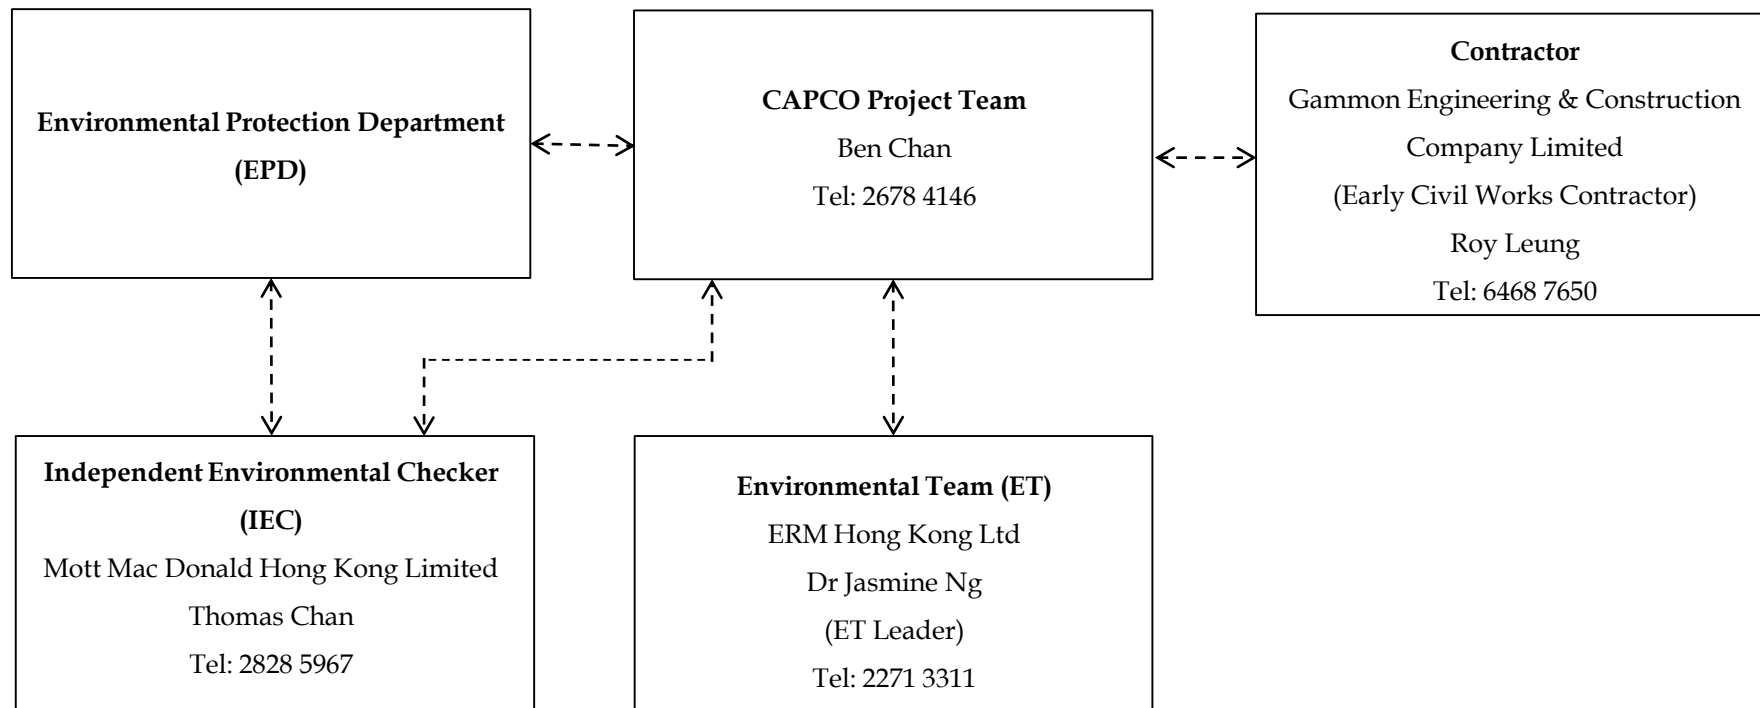 Environmental Protection Department
(EPD)
CAPCO Project Team
Ben Chan
Tel: 2678 4146
Contractor
Gammon Engineering & Construction
Company Limited
(Early Civil Works Contractor)
Roy Leung
Tel: 6468 7650
Independent Environmental Checker
(IEC)
Mott Mac Donald Hong Kong Limited
Thomas Chan
Tel: 2828 5967
Environmental Team (ET)
ERM Hong Kong Ltd
Dr Jasmine Ng
(ET Leader)
Tel: 2271 3311